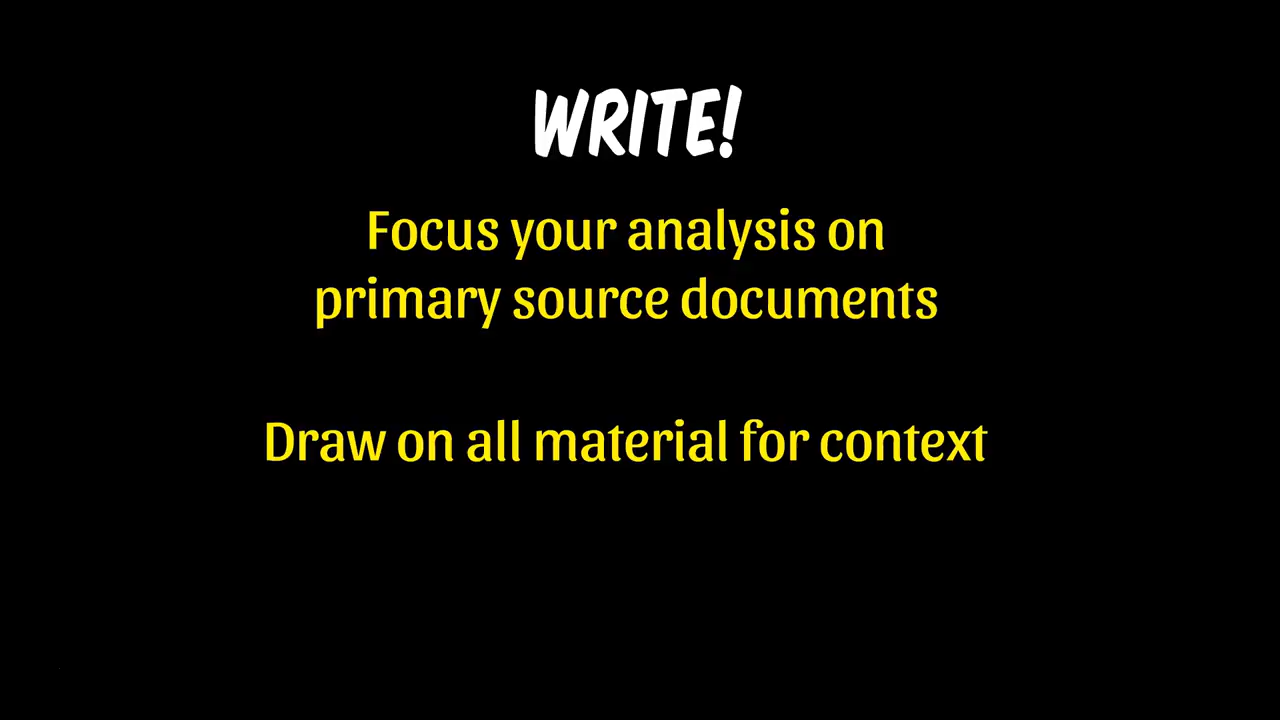 WRITE!
Focus your analysis on
primary source documents
Draw on all material for context